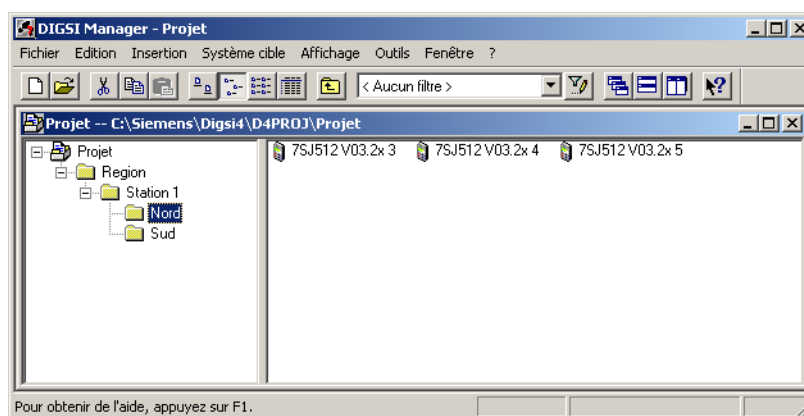 DIGSI Manager - Projet
Fichier Edition Insertion Système cible Affichage Outils Fenêtre ?
< Aucun filtre >
Projet -- C:\Siemens\Digsi4\D4PROJ\Projet
Projet
Region
Station 1
Nord
Sud
7SJ512 V03.2x 3 7SJ512 V03.2x 4 7SJ512 V03.2x 5
Pour obtenir de l'aide, appuyez sur F1.